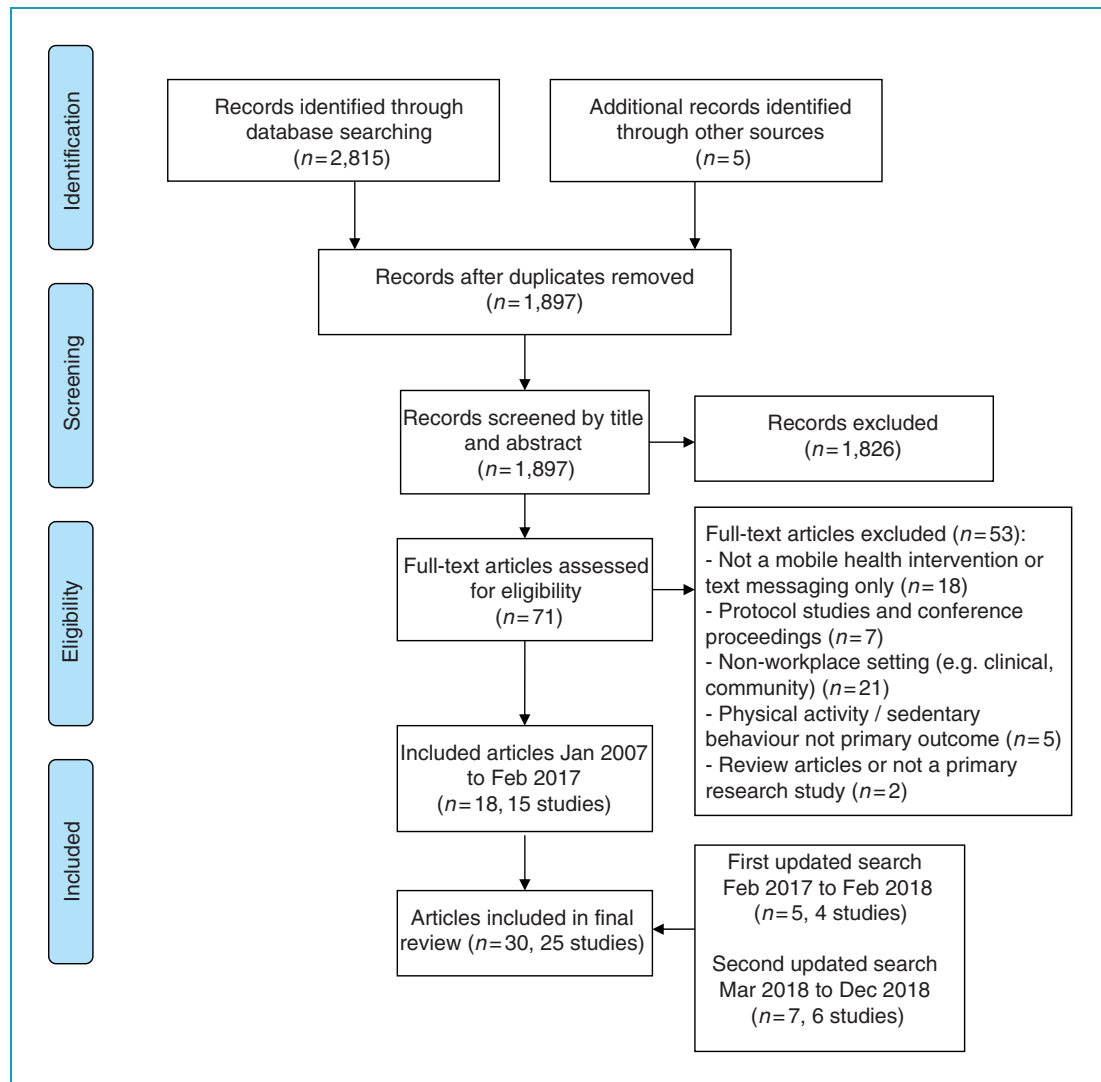 Identification
Records identified through
database searching
(n=2,815)
Additional records identified
through other sources
(n=5)
Records after duplicates removed
(n=1,897)
Screening
Records screened by title
and abstract
(n=1,897)
Records excluded
(n=1,826)
Eligibility
Full-text articles assessed
for eligibility
(n=71)
Full-text articles excluded (n=53):
- Not a mobile health intervention or
text messaging only (n=18)
- Protocol studies and conference
proceedings (n=7)
- Non-workplace setting (e.g. clinical,
community) (n=21)
- Physical activity / sedentary
behaviour not primary outcome (n=5)
- Review articles or not a primary
research study (n=2)
Included articles Jan 2007
to Feb 2017
(n=18, 15 studies)
Included
Articles included in final
review (n=30, 25 studies)
First updated search
Feb 2017 to Feb 2018
(n=5, 4 studies)
Second updated search
Mar 2018 to Dec 2018
(n=7, 6 studies)